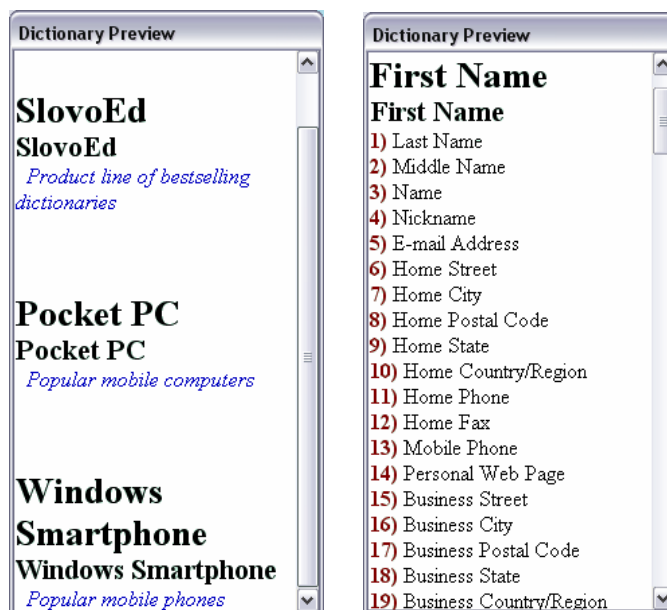 Dictionary Preview
SlovoEd
SlovoEd
Product line of bestselling
dictionaries
Pocket PC
Pocket PC
Popular mobile computers
Windows
Smartphone
Windows Smartphone
Popular mobile phones
Dictionary Preview
First Name
First Name
1) Last Name
2) Middle Name
3) Name
4) Nickname
5) E-mail Address
6) Home Street
7) Home City
8) Home Postal Code
9) Home State
10) Home Country/Region
11) Home Phone
12) Home Fax
13) Mobile Phone
14) Personal Web Page
15) Business Street
16) Business City
17) Business Postal Code
18) Business State
19) Business Country/Region